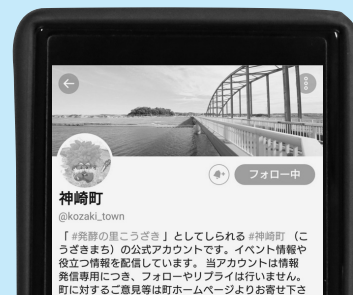 フォロー中
神崎町
@kozaki_town
「 #発酵の里こうざき 」としてしられる #神崎町 （こ
うざきまち）の公式アカウントです。イベント情報や
役立つ情報を配信しています。 当アカウントは情報
発信専用につき、フォローやリプライは行いません。
町に対するご意見等は町ホームページよりお寄せ下さ